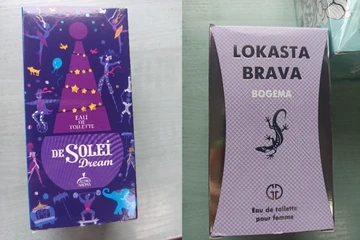 EAU
DE
TOILETTE
DE SOLEİ
Dream
LOKASTA
BRAVA
BOGEMA
Eau de toilette
pour femme